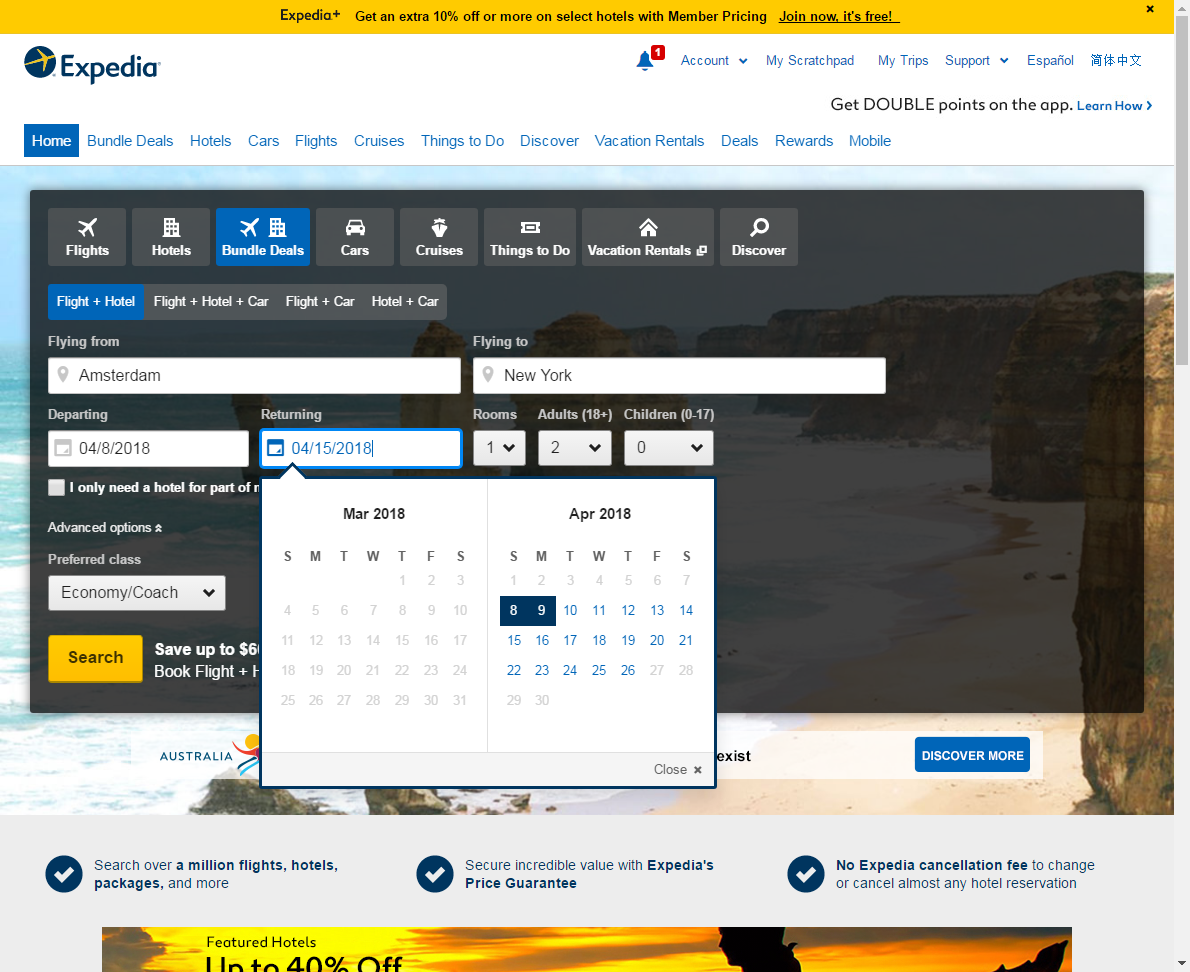 Expedia+ Get an extra 10% off or more on select hotels with Member Pricing Join now, it's free!
Expedia
1 Account My Scratchpad My Trips Support Español 简体中文
Get DOUBLE points on the app. Learn How
Home Bundle Deals Hotels Cars Flights Cruises Things to Do Discover Vacation Rentals Deals Rewards Mobile
Flights Hotels Bundle Deals Cars Cruises Things to Do Vacation Rentals Discover
Flight + Hotel Flight + Hotel + Car Flight + Car Hotel + Car
Flying from Flying to
Amsterdam New York
Departing Returning Rooms Adults (18+) Children (0-17)
04/8/2018 04/15/2018 1 2 0
I only need a hotel for part of
Advanced options
Preferred class
Economy/Coach
Search
Save up to $6
Book Flight + H
Mar 2018 Apr 2018
S M T W T F S S M T W T F S
1 2 3 1 2 3 4 5 6 7
4 5 6 7 8 9 10 8 9 10 11 12 13 14
11 12 13 14 15 16 17 15 16 17 18 19 20 21
18 19 20 21 22 23 24 22 23 24 25 26 27 28
25 26 27 28 29 30 31 29 30
Close
AUSTRALIA exist DISCOVER MORE
Search over a million flights, hotels,
packages, and more
Secure incredible value with Expedia's
Price Guarantee
No Expedia cancellation fee to change
or cancel almost any hotel reservation
Featured Hotels
Up to 40% Off